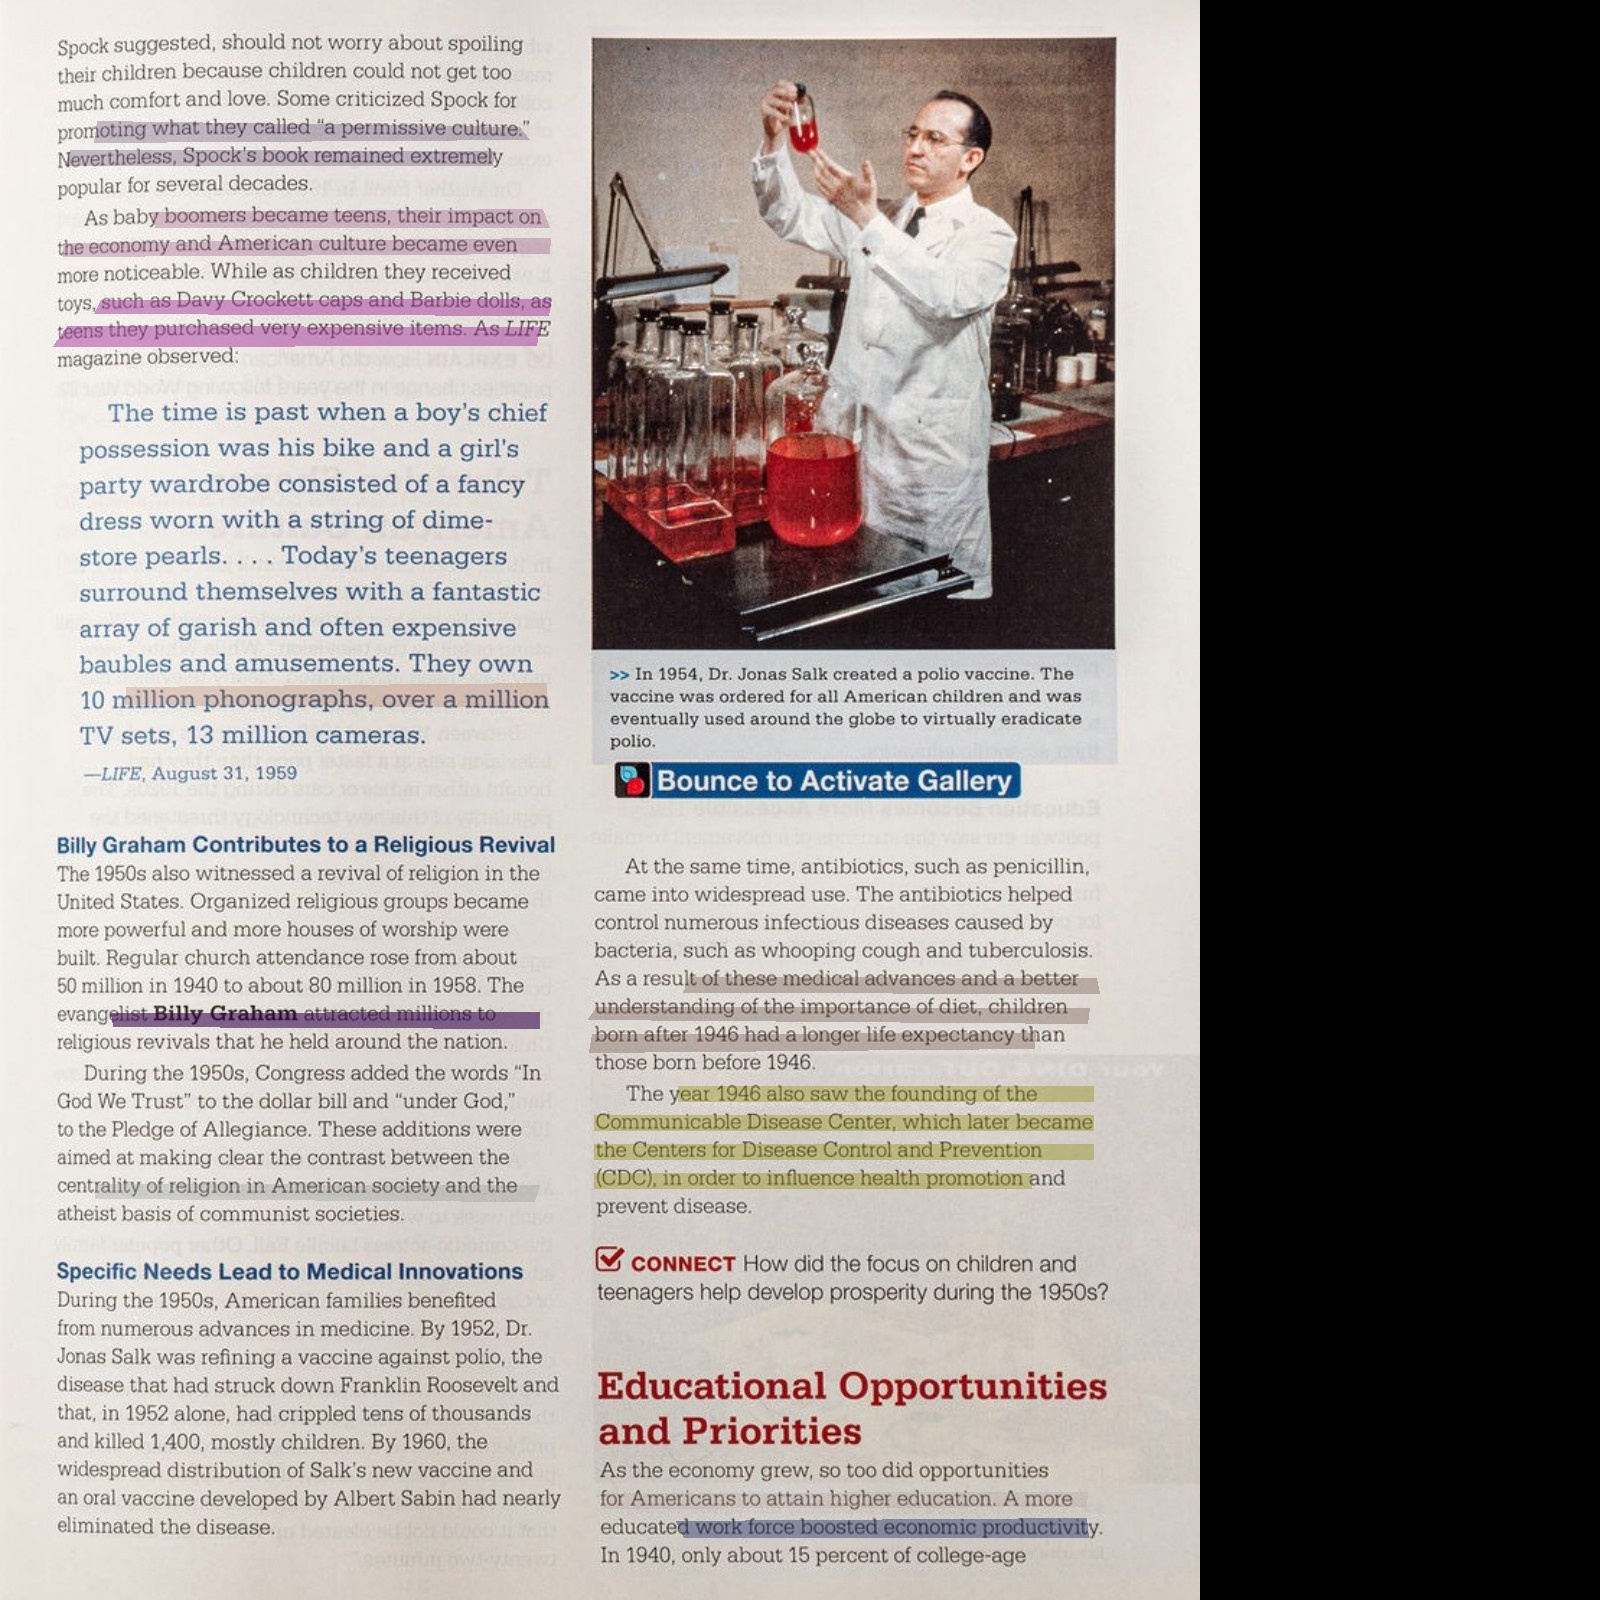 Spock suggested, should not worry about spoiling
their children because children could not get too
much comfort and love. Some criticized Spock for
promoting what they called “a permissive culture.”
Nevertheless, Spock’s book remained extremely
popular for several decades.
As baby boomers became teens, their impact on
the economy and American culture became even
more noticeable. While as children they received
toys, such as Davy Crockett caps and Barbie dolls, as
teens they purchased very expensive items. As LIFE
magazine observed:
The time is past when a boy’s chief
possession was his bike and a girl’s
party wardrobe consisted of a fancy
dress worn with a string of dime-
store pearls. . . . Today’s teenagers
surround themselves with a fantastic
array of garish and often expensive
baubles and amusements. They own
10 million phonographs, over a million
TV sets, 13 million cameras.
—LIFE, August 31, 1959
Billy Graham Contributes to a Religious Revival
The 1950s also witnessed a revival of religion in the
United States. Organized religious groups became
more powerful and more houses of worship were
built. Regular church attendance rose from about
50 million in 1940 to about 80 million in 1958. The
evangelist Billy Graham attracted millions to
religious revivals that he held around the nation.
During the 1950s, Congress added the words “In
God We Trust” to the dollar bill and “under God,”
to the Pledge of Allegiance. These additions were
aimed at making clear the contrast between the
centrality of religion in American society and the
atheist basis of communist societies.
Specific Needs Lead to Medical Innovations
During the 1950s, American families benefited
from numerous advances in medicine. By 1952, Dr.
Jonas Salk was refining a vaccine against polio, the
disease that had struck down Franklin Roosevelt and
that, in 1952 alone, had crippled tens of thousands
and killed 1,400, mostly children. By 1960, the
widespread distribution of Salk’s new vaccine and
an oral vaccine developed by Albert Sabin had nearly
eliminated the disease.
>> In 1954, Dr. Jonas Salk created a polio vaccine. The
vaccine was ordered for all American children and was
eventually used around the globe to virtually eradicate
polio.
Bounce to Activate Gallery
At the same time, antibiotics, such as penicillin,
came into widespread use. The antibiotics helped
control numerous infectious diseases caused by
bacteria, such as whooping cough and tuberculosis.
As a result of these medical advances and a better
understanding of the importance of diet, children
born after 1946 had a longer life expectancy than
those born before 1946.
The year 1946 also saw the founding of the
Communicable Disease Center, which later became
the Centers for Disease Control and Prevention
(CDC), in order to influence health promotion and
prevent disease.
CONNECT How did the focus on children and
teenagers help develop prosperity during the 1950s?
Educational Opportunities
and Priorities
As the economy grew, so too did opportunities
for Americans to attain higher education. A more
educated work force boosted economic productivity.
In 1940, only about 15 percent of college-age